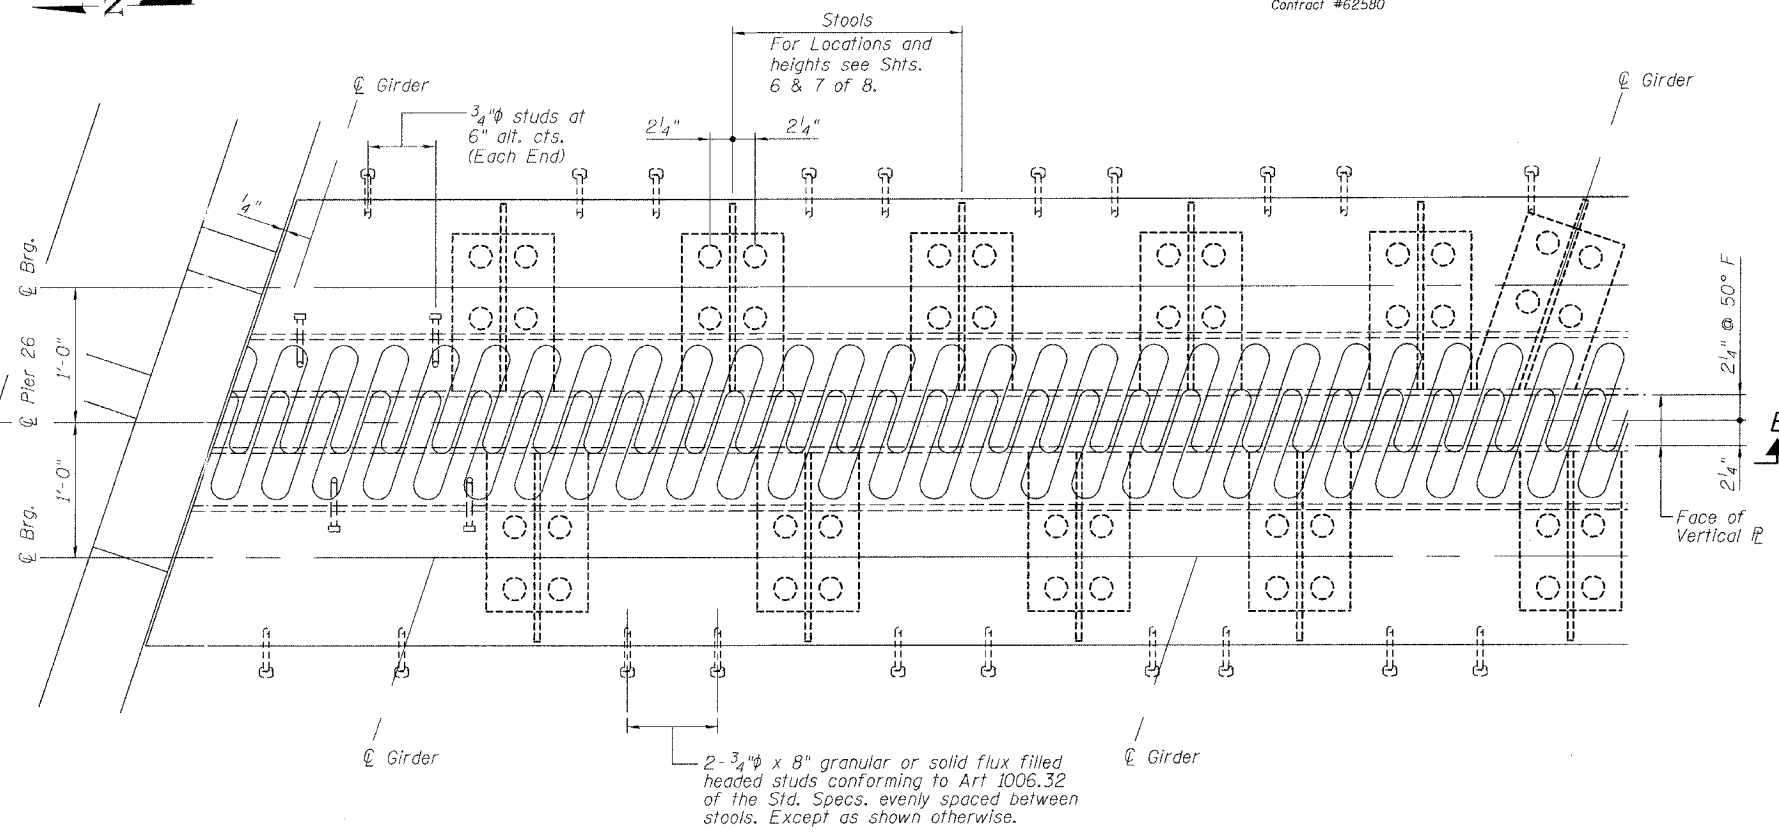 Z
Contract #62580
Stools
For Locations and
heights see Shts.
6 & 7 of 8.
℄ Girder
℄ Girder
3/4"ϕ studs at
6" alt. cts.
(Each End)
2 1/4"
2 1/4"
1/4"
℄ Brg.
1'-0"
℄ Pier 26
1'-0"
℄ Brg.
2 1/4" @ 50° F
2 1/4"
Face of
Vertical ℙL
℄ Girder
℄ Girder
2-3/4"ϕ x 8" granular or solid flux filled
headed studs conforming to Art 1006.32
of the Std. Specs. evenly spaced between
stools. Except as shown otherwise.